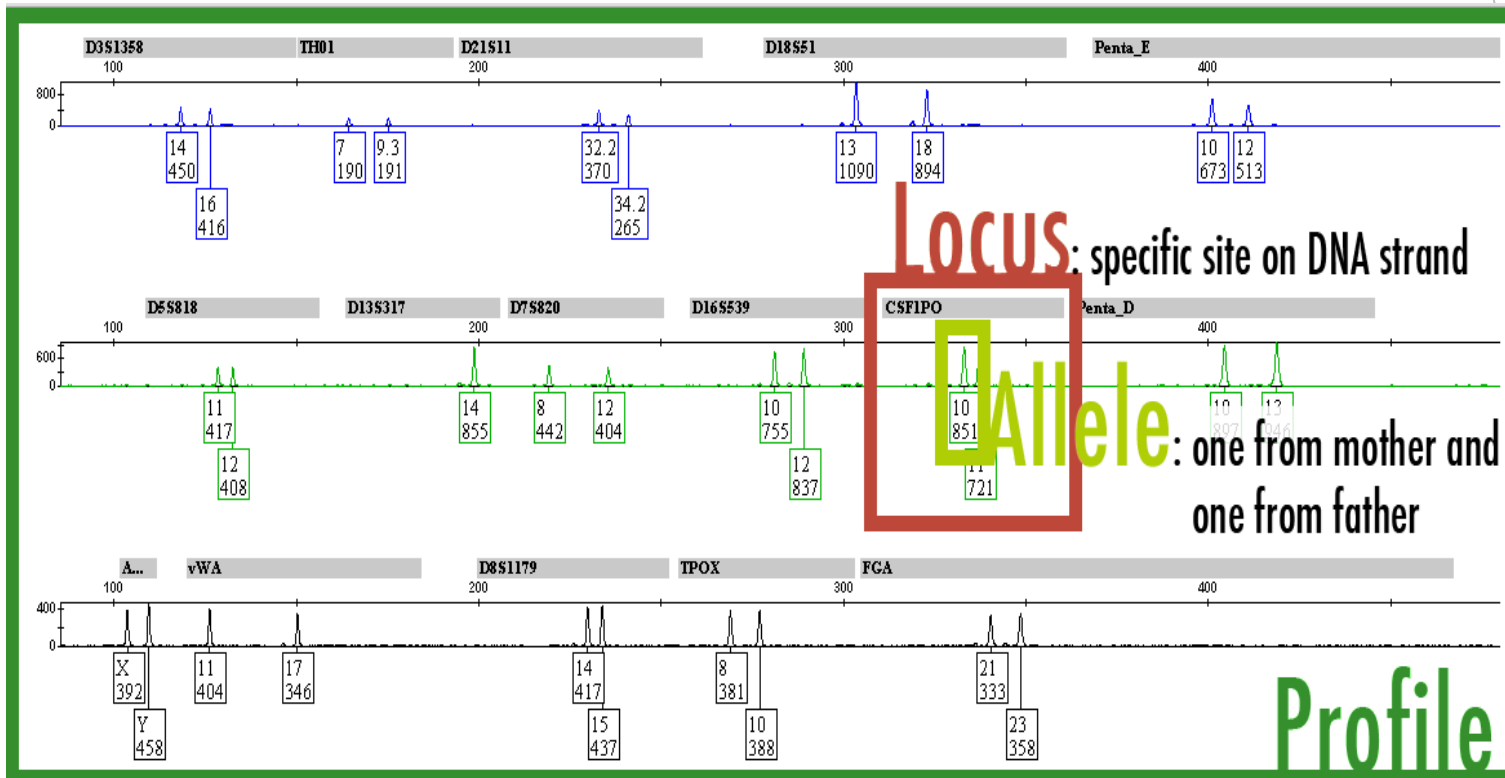 D3S1358 TH01 D21S11 D18S51 Penta_E
100 200 300 400
800
0
14 7 9.3 32.2 13 18 10 12
450 190 191 370 1090 894 673 513
16 34.2
416 265
Locus: specific site on DNA strand
D5S818 D13S317 D7S820 D16S539 CSF1PO Penta_D
100 200 300 400
600
0
11 14 8 12 10 10 10 13
417 855 442 404 755 851 897 946
12 12 11
408 837 721
Allele: one from mother and
one from father
A... vWA D8S1179 TPOX FGA
100 200 300 400
400
0
X 11 17 14 8 21
392 404 346 417 381 333
Y 15 10 23
458 437 388 358
Profile